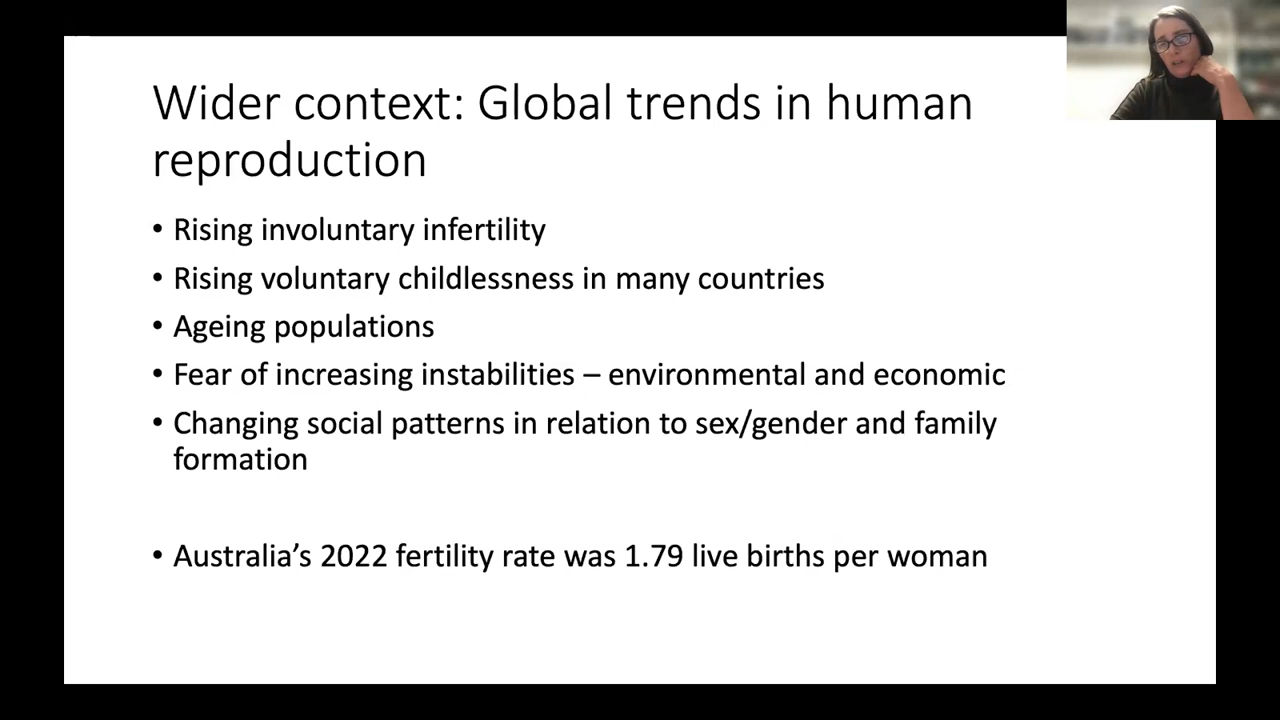 Wider context: Global trends in human
reproduction
• Rising involuntary infertility
• Rising voluntary childlessness in many countries
• Ageing populations
• Fear of increasing instabilities – environmental and economic
• Changing social patterns in relation to sex/gender and family
formation
• Australia’s 2022 fertility rate was 1.79 live births per woman